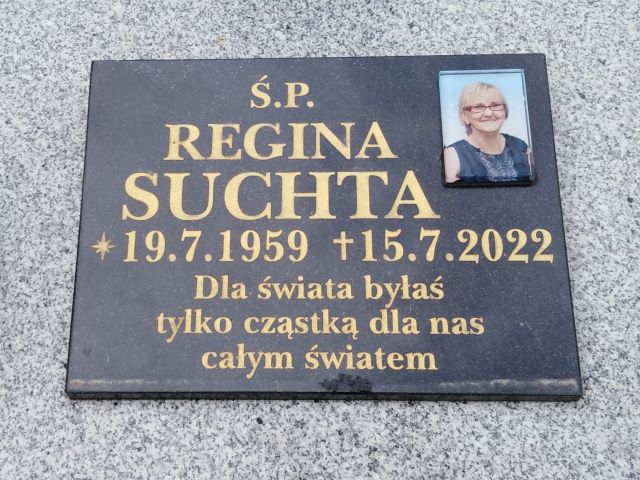 Ś.P.
REGINA
SUCHTA
✴ 19.7.1959 ✝ 15.7.2022
Dla świata byłaś
tylko cząstką dla nas
całym światem